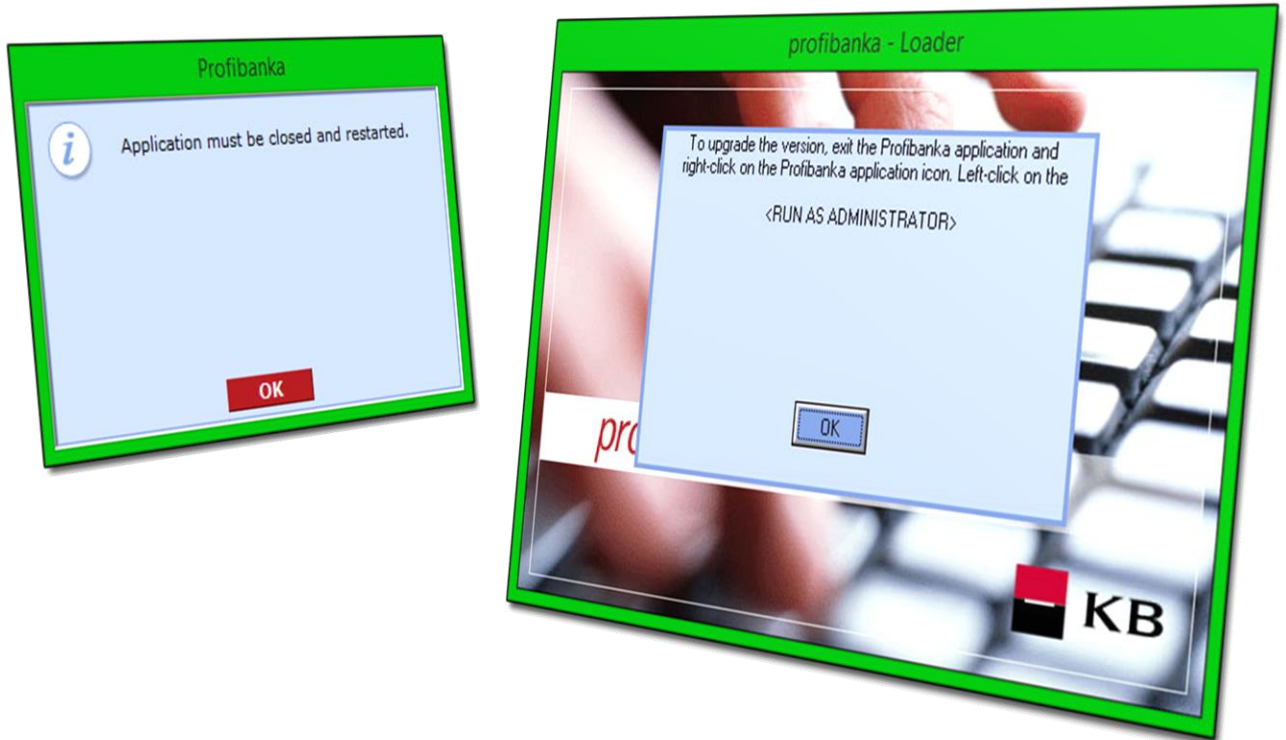 Profibanka
Application must be closed and restarted.
OK
profibanka - Loader
To upgrade the version, exit the Profibanka application and
right-click on the Profibanka application icon. Left-click on the
<RUN AS ADMINISTRATOR>
OK
KB